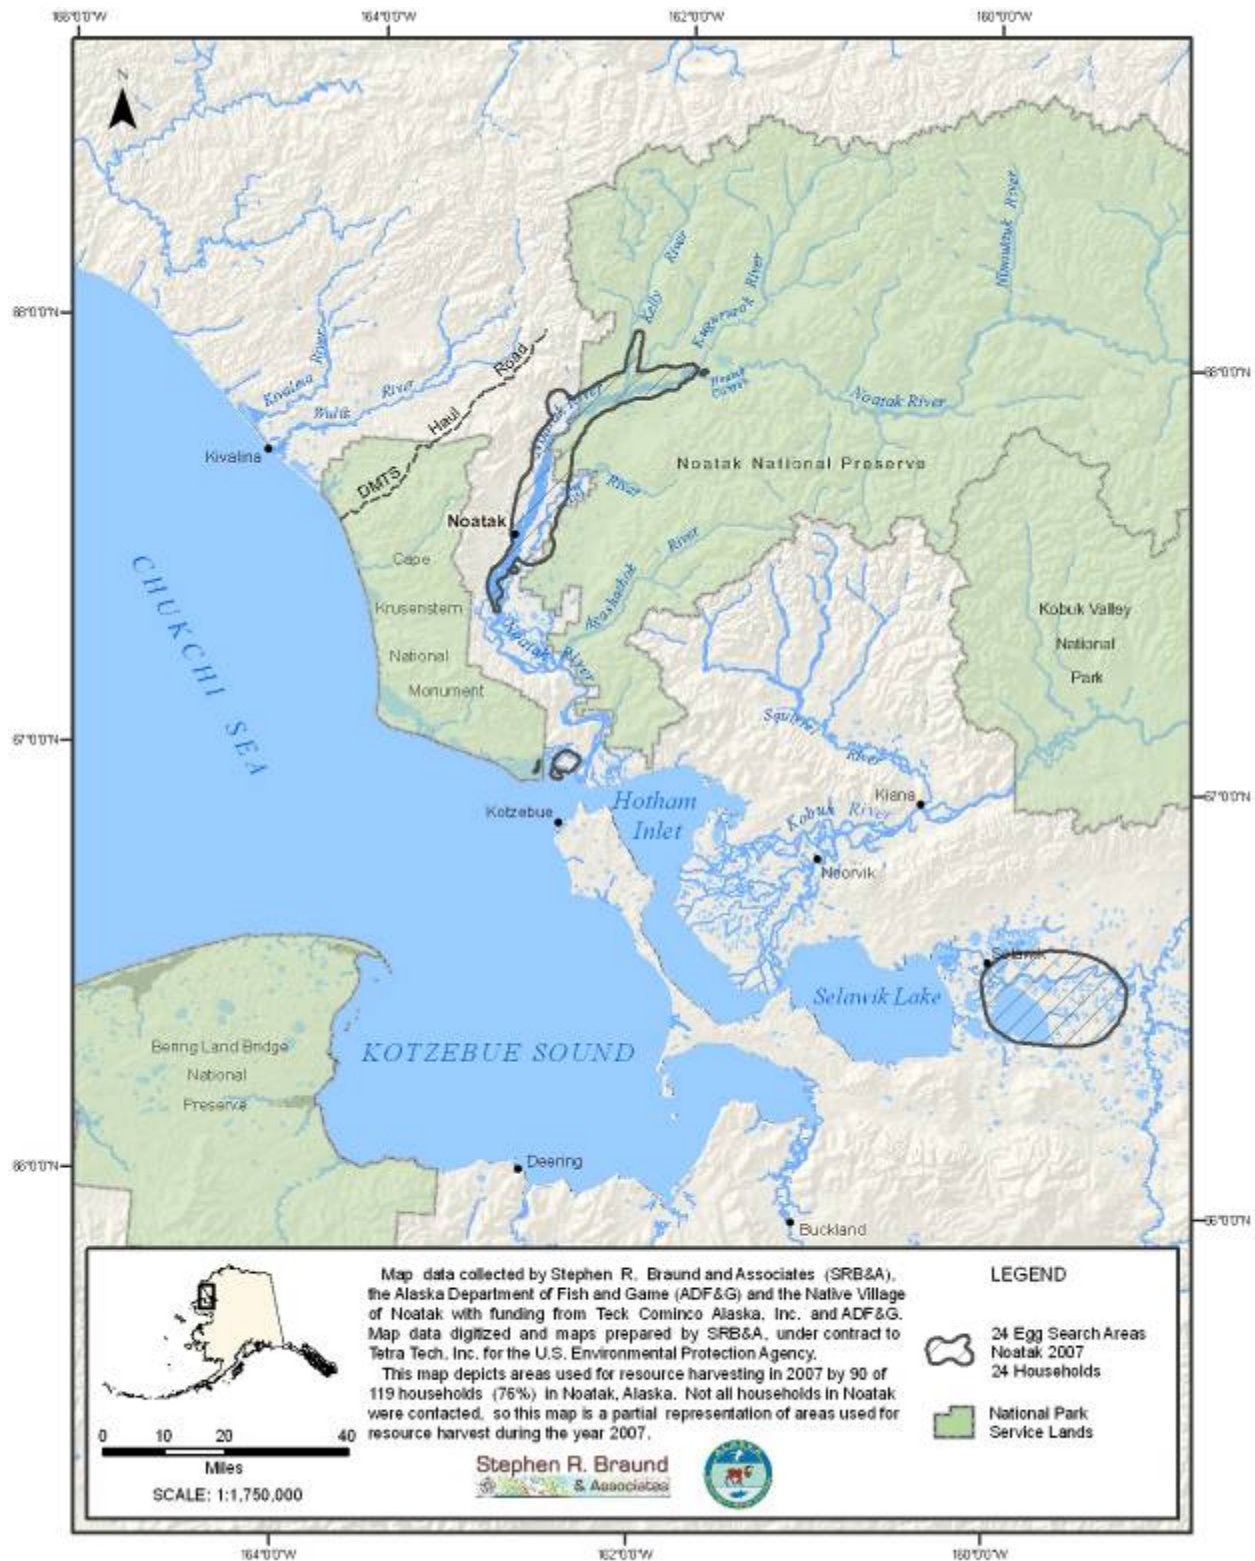 166°0'0"W 164°0'0"W 162°0'0"W 160°0'0"W
N
68°0'0"N
68°0'0"N
67°0'0"N
67°0'0"N
66°0'0"N
66°0'0"N
Kelly
River
Kugururok River
Nimiuktuk River
Noatak River
Noatak River
Kivalina
River
Wulik
River
DMTS
Haul
Road
Kivalina
Noatak National Preserve
River
Noatak
Cape
Krusenstern
National
Monument
River
Noatak
River
Kobuk Valley
National
Park
CHUKCHI SEA
Squirrel
River
Kiana
Kobuk River
Noorvik
Hotham
Inlet
Kotzebue
Selawik
Selawik Lake
Bering Land Bridge
National
Preserve
KOTZEBUE SOUND
Deering
Buckland
Map data collected by Stephen R. Braund and Associates (SRB&A),
the Alaska Department of Fish and Game (ADF&G) and the Native Village
of Noatak with funding from Teck Cominco Alaska, Inc. and ADF&G.
Map data digitized and maps prepared by SRB&A, under contract to
Tetra Tech, Inc. for the U.S. Environmental Protection Agency.
This map depicts areas used for resource harvesting in 2007 by 90 of
119 households (76%) in Noatak, Alaska. Not all households in Noatak
were contacted, so this map is a partial representation of areas used for
resource harvest during the year 2007.
LEGEND
24 Egg Search Areas
Noatak 2007
24 Households
National Park
Service Lands
0 10 20 40
Miles
SCALE: 1:1,750,000
Stephen R. Braund
& Associates
ALASKA
164°0'0"W 162°0'0"W 160°0'0"W